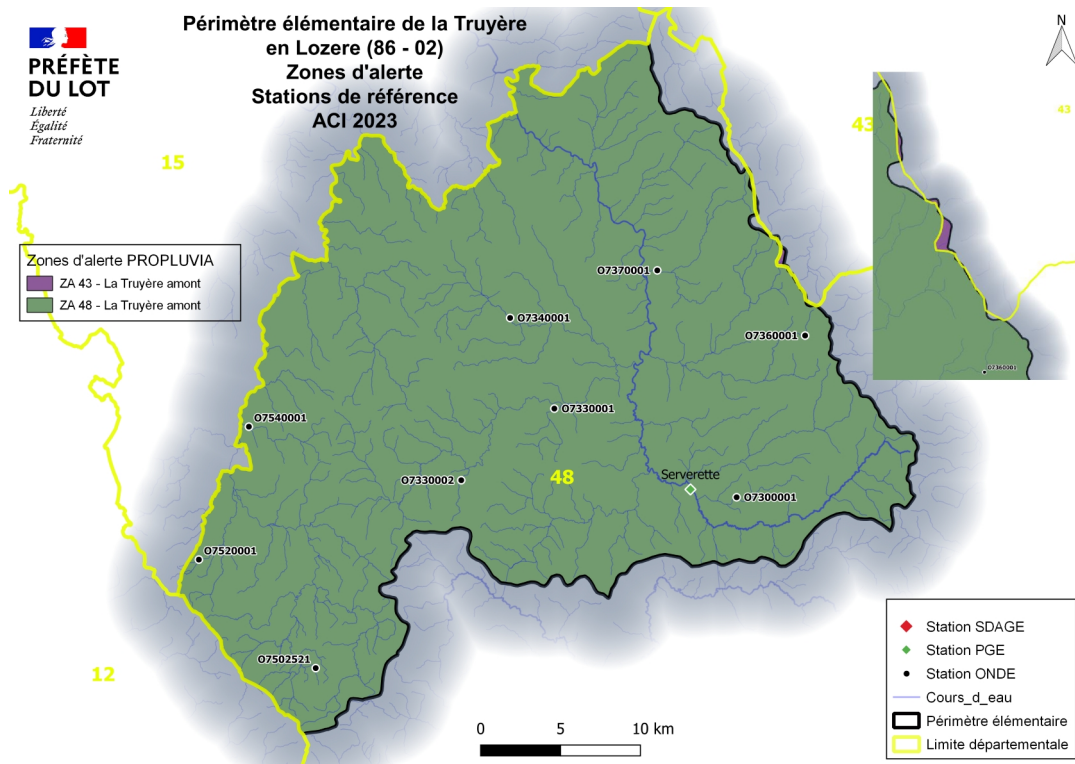 PRÉFÈTE
DU LOT
Liberté
Égalité
Fraternité
Périmètre élémentaire de la Truyère
en Lozere (86 - 02)
Zones d'alerte
Stations de référence
ACI 2023
N
15
43
43
Zones d'alerte PROPLUVIA
ZA 43 - La Truyère amont
ZA 48 - La Truyère amont
O7370001
O7340001
O7360001
O7360001
O7330001
O7540001
O7330002
48
Serverette
O7300001
O7520001
O7502521
12
0 5 10 km
Station SDAGE
Station PGE
Station ONDE
Cours_d_eau
Périmètre élémentaire
Limite départementale